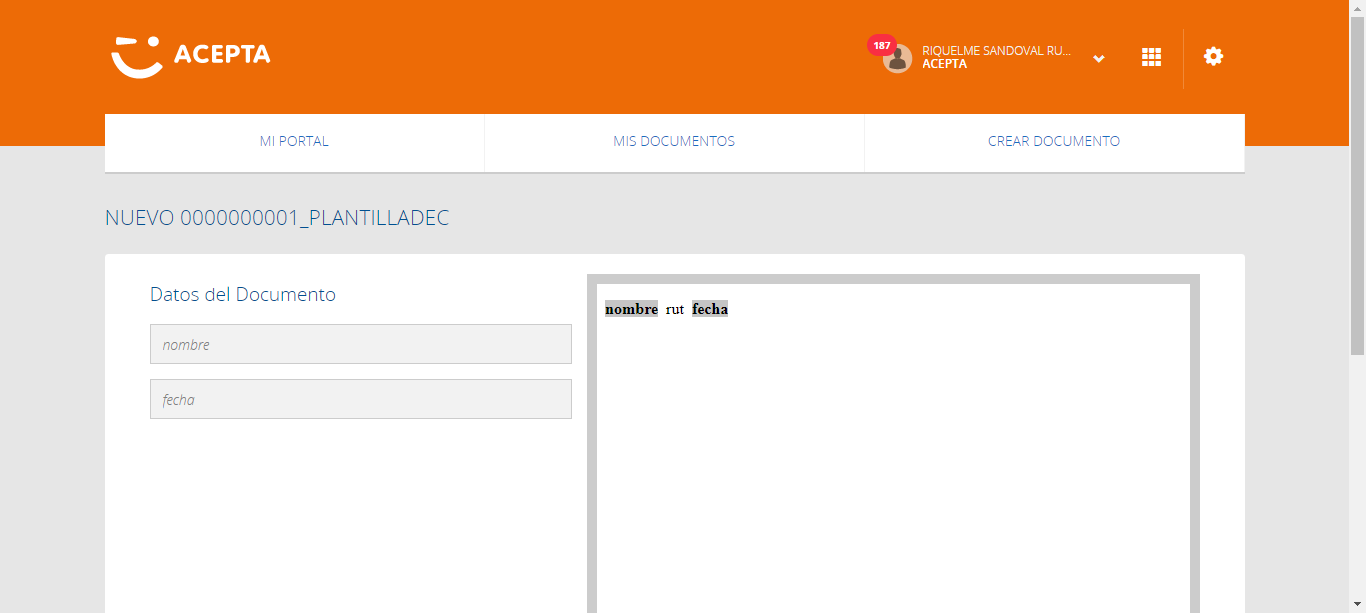 ACEPTA
187
RIQUELME SANDOVAL RU...
ACEPTA
MI PORTAL
MIS DOCUMENTOS
CREAR DOCUMENTO
NUEVO 0000000001_PLANTILLADEC
Datos del Documento
nombre
fecha
nombre rut fecha